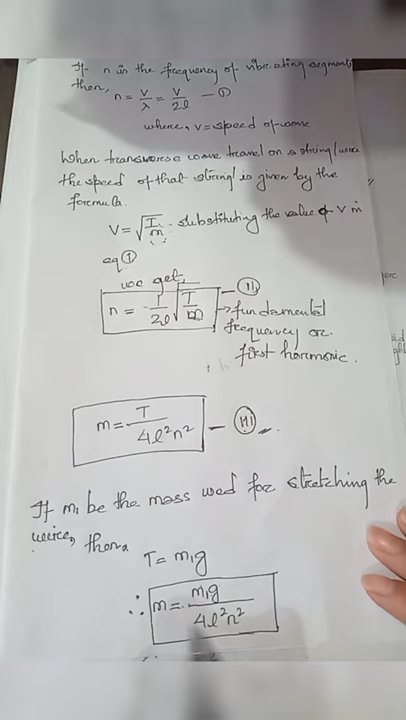 If n in the frequency of vibrating segments
then,
n = V/λ = V/2l — ①
where, v = speed of wave
When transverse wave travel on a string/wire
the speed of that string is given by the
formula.
V = √(T/m) . substituting the value of V in
eq ①
we get,
n = 1/2l √(T/m) — (II)
→ fundamental
frequency or
first harmonic.
m = T/4l²n² — (III)
If m₁ be the mass used for stretching the
wire, then
T = m₁g
∴ m = m₁g/4l²n²